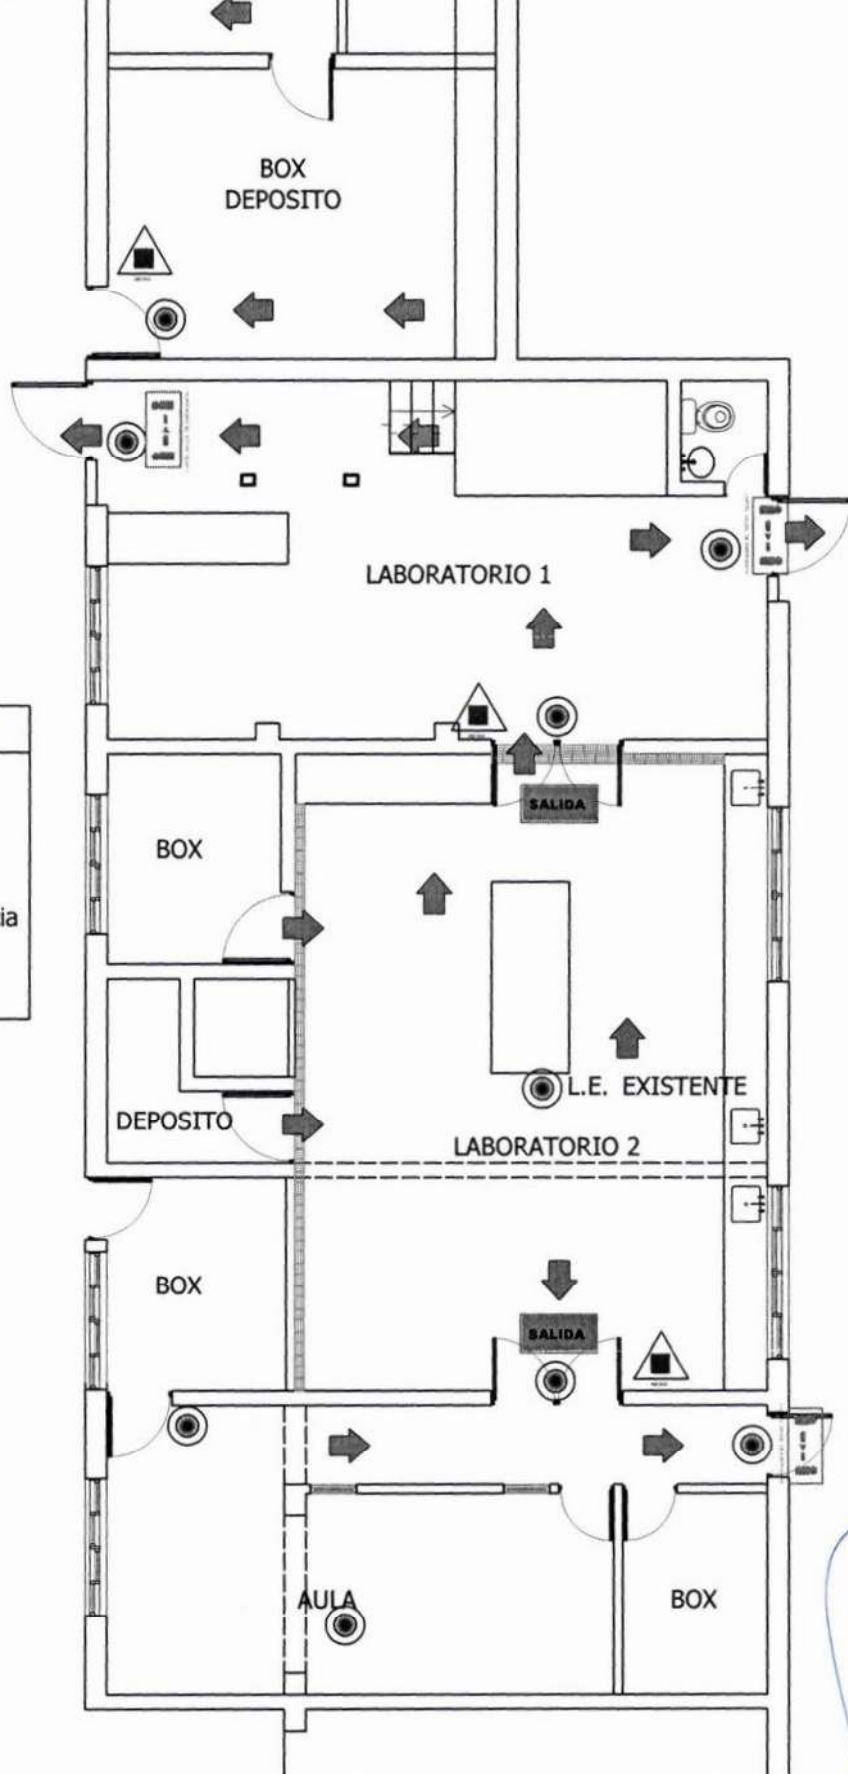 BOX
DEPOSITO
LABORATORIO 1
SALIDA
BOX
ia
L.E. EXISTENTE
DEPOSITO
LABORATORIO 2
BOX
SALIDA
AULA
BOX